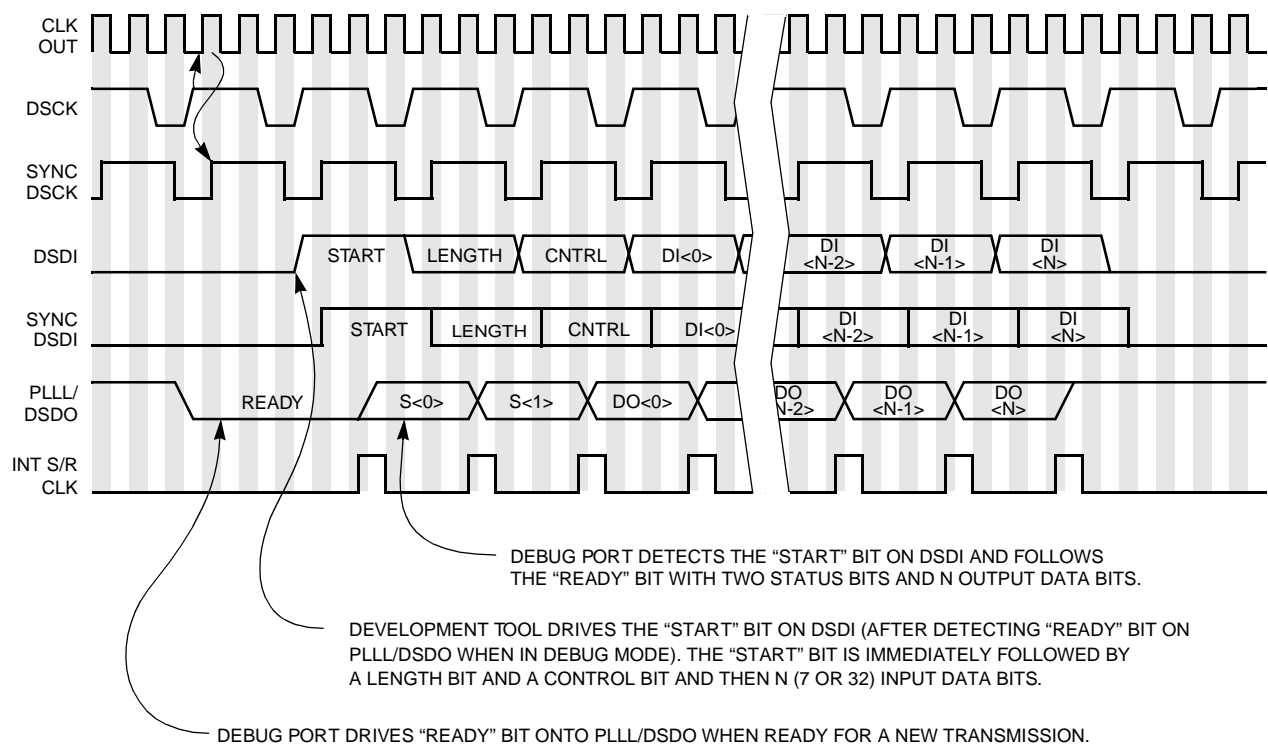 CLK
OUT
DSCK
SYNC
DSCK
DSDI START LENGTH CNTRL DI<0> DI <N-2> DI <N-1> DI <N>
SYNC
DSDI START LENGTH CNTRL DI<0> DI <N-2> DI <N-1> DI <N>
PLLL/
DSDO READY S<0> S<1> DO<0> DO N-2> DO <N-1> DO <N>
INT S/R
CLK
DEBUG PORT DETECTS THE “START” BIT ON DSDI AND FOLLOWS
THE “READY” BIT WITH TWO STATUS BITS AND N OUTPUT DATA BITS.
DEVELOPMENT TOOL DRIVES THE “START” BIT ON DSDI (AFTER DETECTING “READY” BIT ON
PLLL/DSDO WHEN IN DEBUG MODE). THE “START” BIT IS IMMEDIATELY FOLLOWED BY
A LENGTH BIT AND A CONTROL BIT AND THEN N (7 OR 32) INPUT DATA BITS.
DEBUG PORT DRIVES “READY” BIT ONTO PLLL/DSDO WHEN READY FOR A NEW TRANSMISSION.